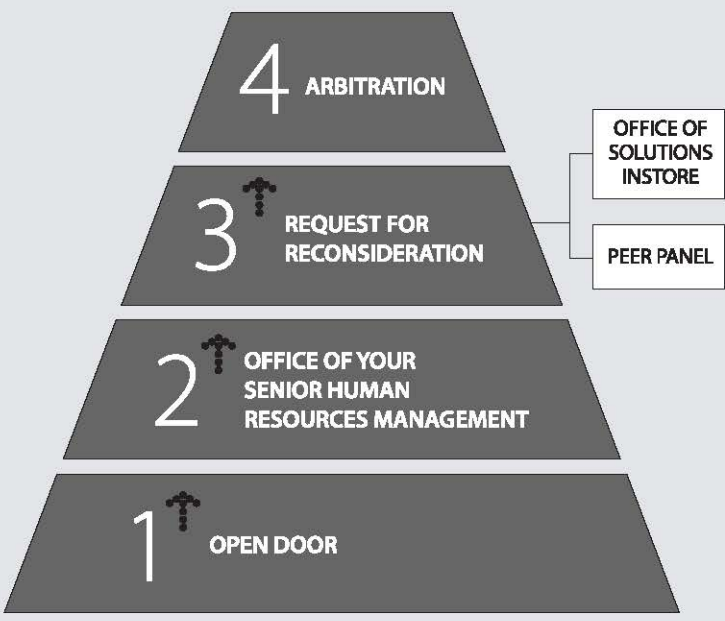 4 ARBITRATION
OFFICE OF
SOLUTIONS
INSTORE
3 REQUEST FOR
RECONSIDERATION
PEER PANEL
2 OFFICE OF YOUR
SENIOR HUMAN
RESOURCES MANAGEMENT
1 OPEN DOOR